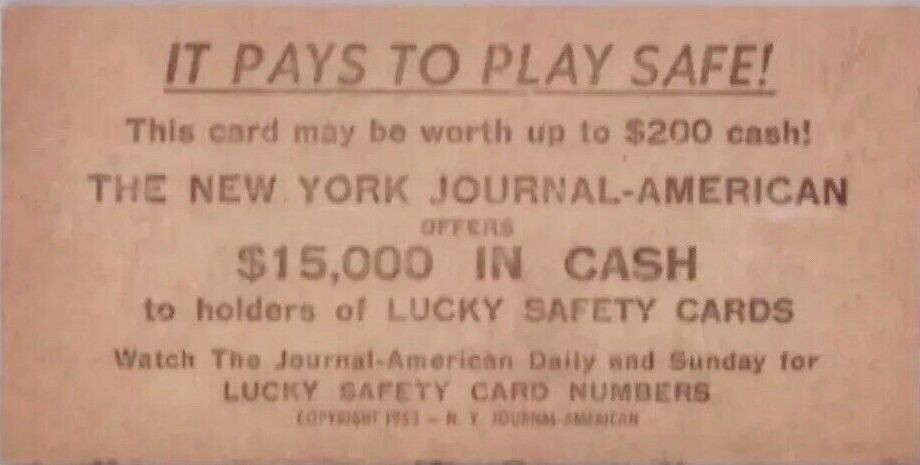 IT PAYS TO PLAY SAFE!
This card may be worth up to $200 cash!
THE NEW YORK JOURNAL-AMERICAN
OFFERS
$15,000 IN CASH
to holders of LUCKY SAFETY CARDS
Watch The Journal-American Daily and Sunday for
LUCKY SAFETY CARD NUMBERS
COPYRIGHT 1953 – N. Y. JOURNAL-AMERICAN